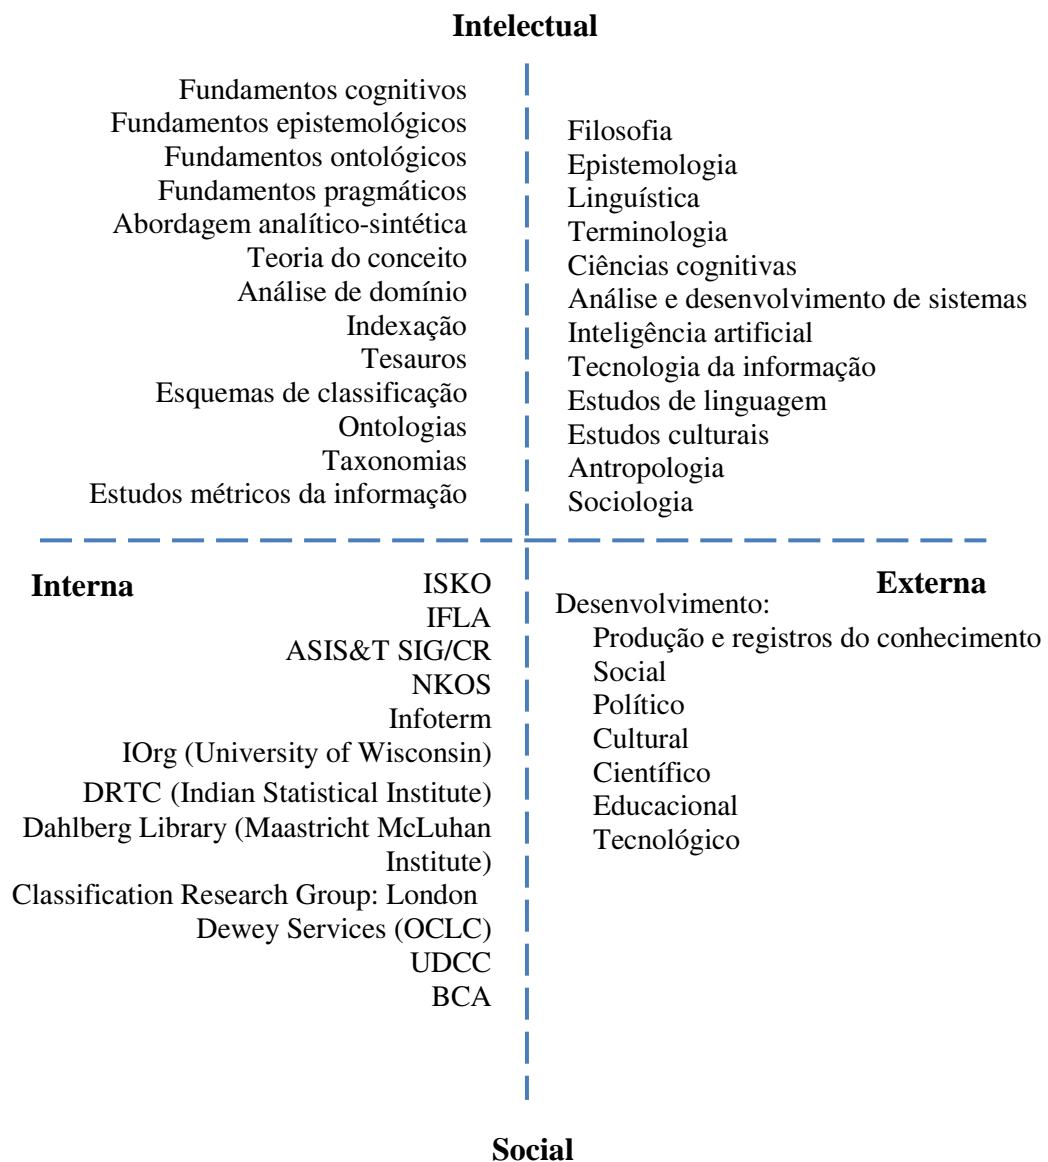 Intelectual
Fundamentos cognitivos
Fundamentos epistemológicos
Fundamentos ontológicos
Fundamentos pragmáticos
Abordagem analítico-sintética
Teoria do conceito
Análise de domínio
Indexação
Tesauros
Esquemas de classificação
Ontologias
Taxonomias
Estudos métricos da informação
Filosofia
Epistemologia
Linguística
Terminologia
Ciências cognitivas
Análise e desenvolvimento de sistemas
Inteligência artificial
Tecnologia da informação
Estudos de linguagem
Estudos culturais
Antropologia
Sociologia
Interna
ISKO
IFLA
ASIS&T SIG/CR
NKOS
Infoterm
IOrg (University of Wisconsin)
DRTC (Indian Statistical Institute)
Dahlberg Library (Maastricht McLuhan
Institute)
Classification Research Group: London
Dewey Services (OCLC)
UDCC
BCA
Externa
Desenvolvimento:
Produção e registros do conhecimento
Social
Político
Cultural
Científico
Educacional
Tecnológico
Social